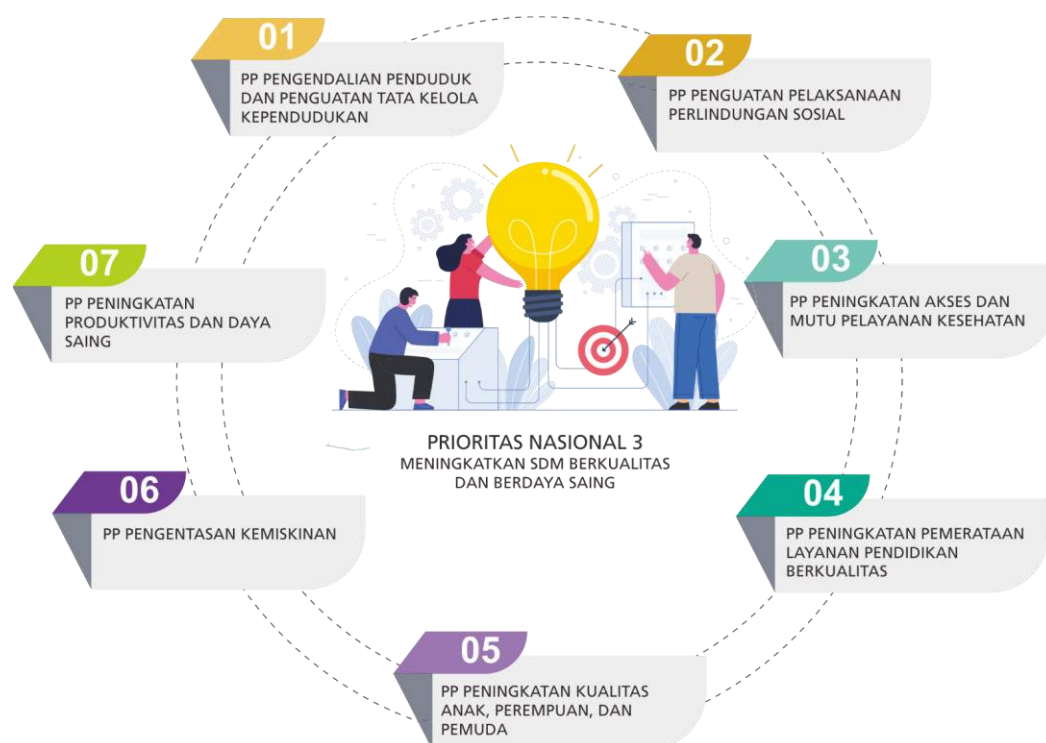 01
PP PENGENDALIAN PENDUDUK
DAN PENGUATAN TATA KELOLA
KEPENDUDUKAN
02
PP PENGUATAN PELAKSANAAN
PERLINDUNGAN SOSIAL
03
PP PENINGKATAN AKSES DAN
MUTU PELAYANAN KESEHATAN
04
PP PENINGKATAN PEMERATAAN
LAYANAN PENDIDIKAN
BERKUALITAS
05
PP PENINGKATAN KUALITAS
ANAK, PEREMPUAN, DAN
PEMUDA
06
PP PENGENTASAN KEMISKINAN
07
PP PENINGKATAN
PRODUKTIVITAS DAN DAYA
SAING
PRIORITAS NASIONAL 3
MENINGKATKAN SDM BERKUALITAS
DAN BERDAYA SAING